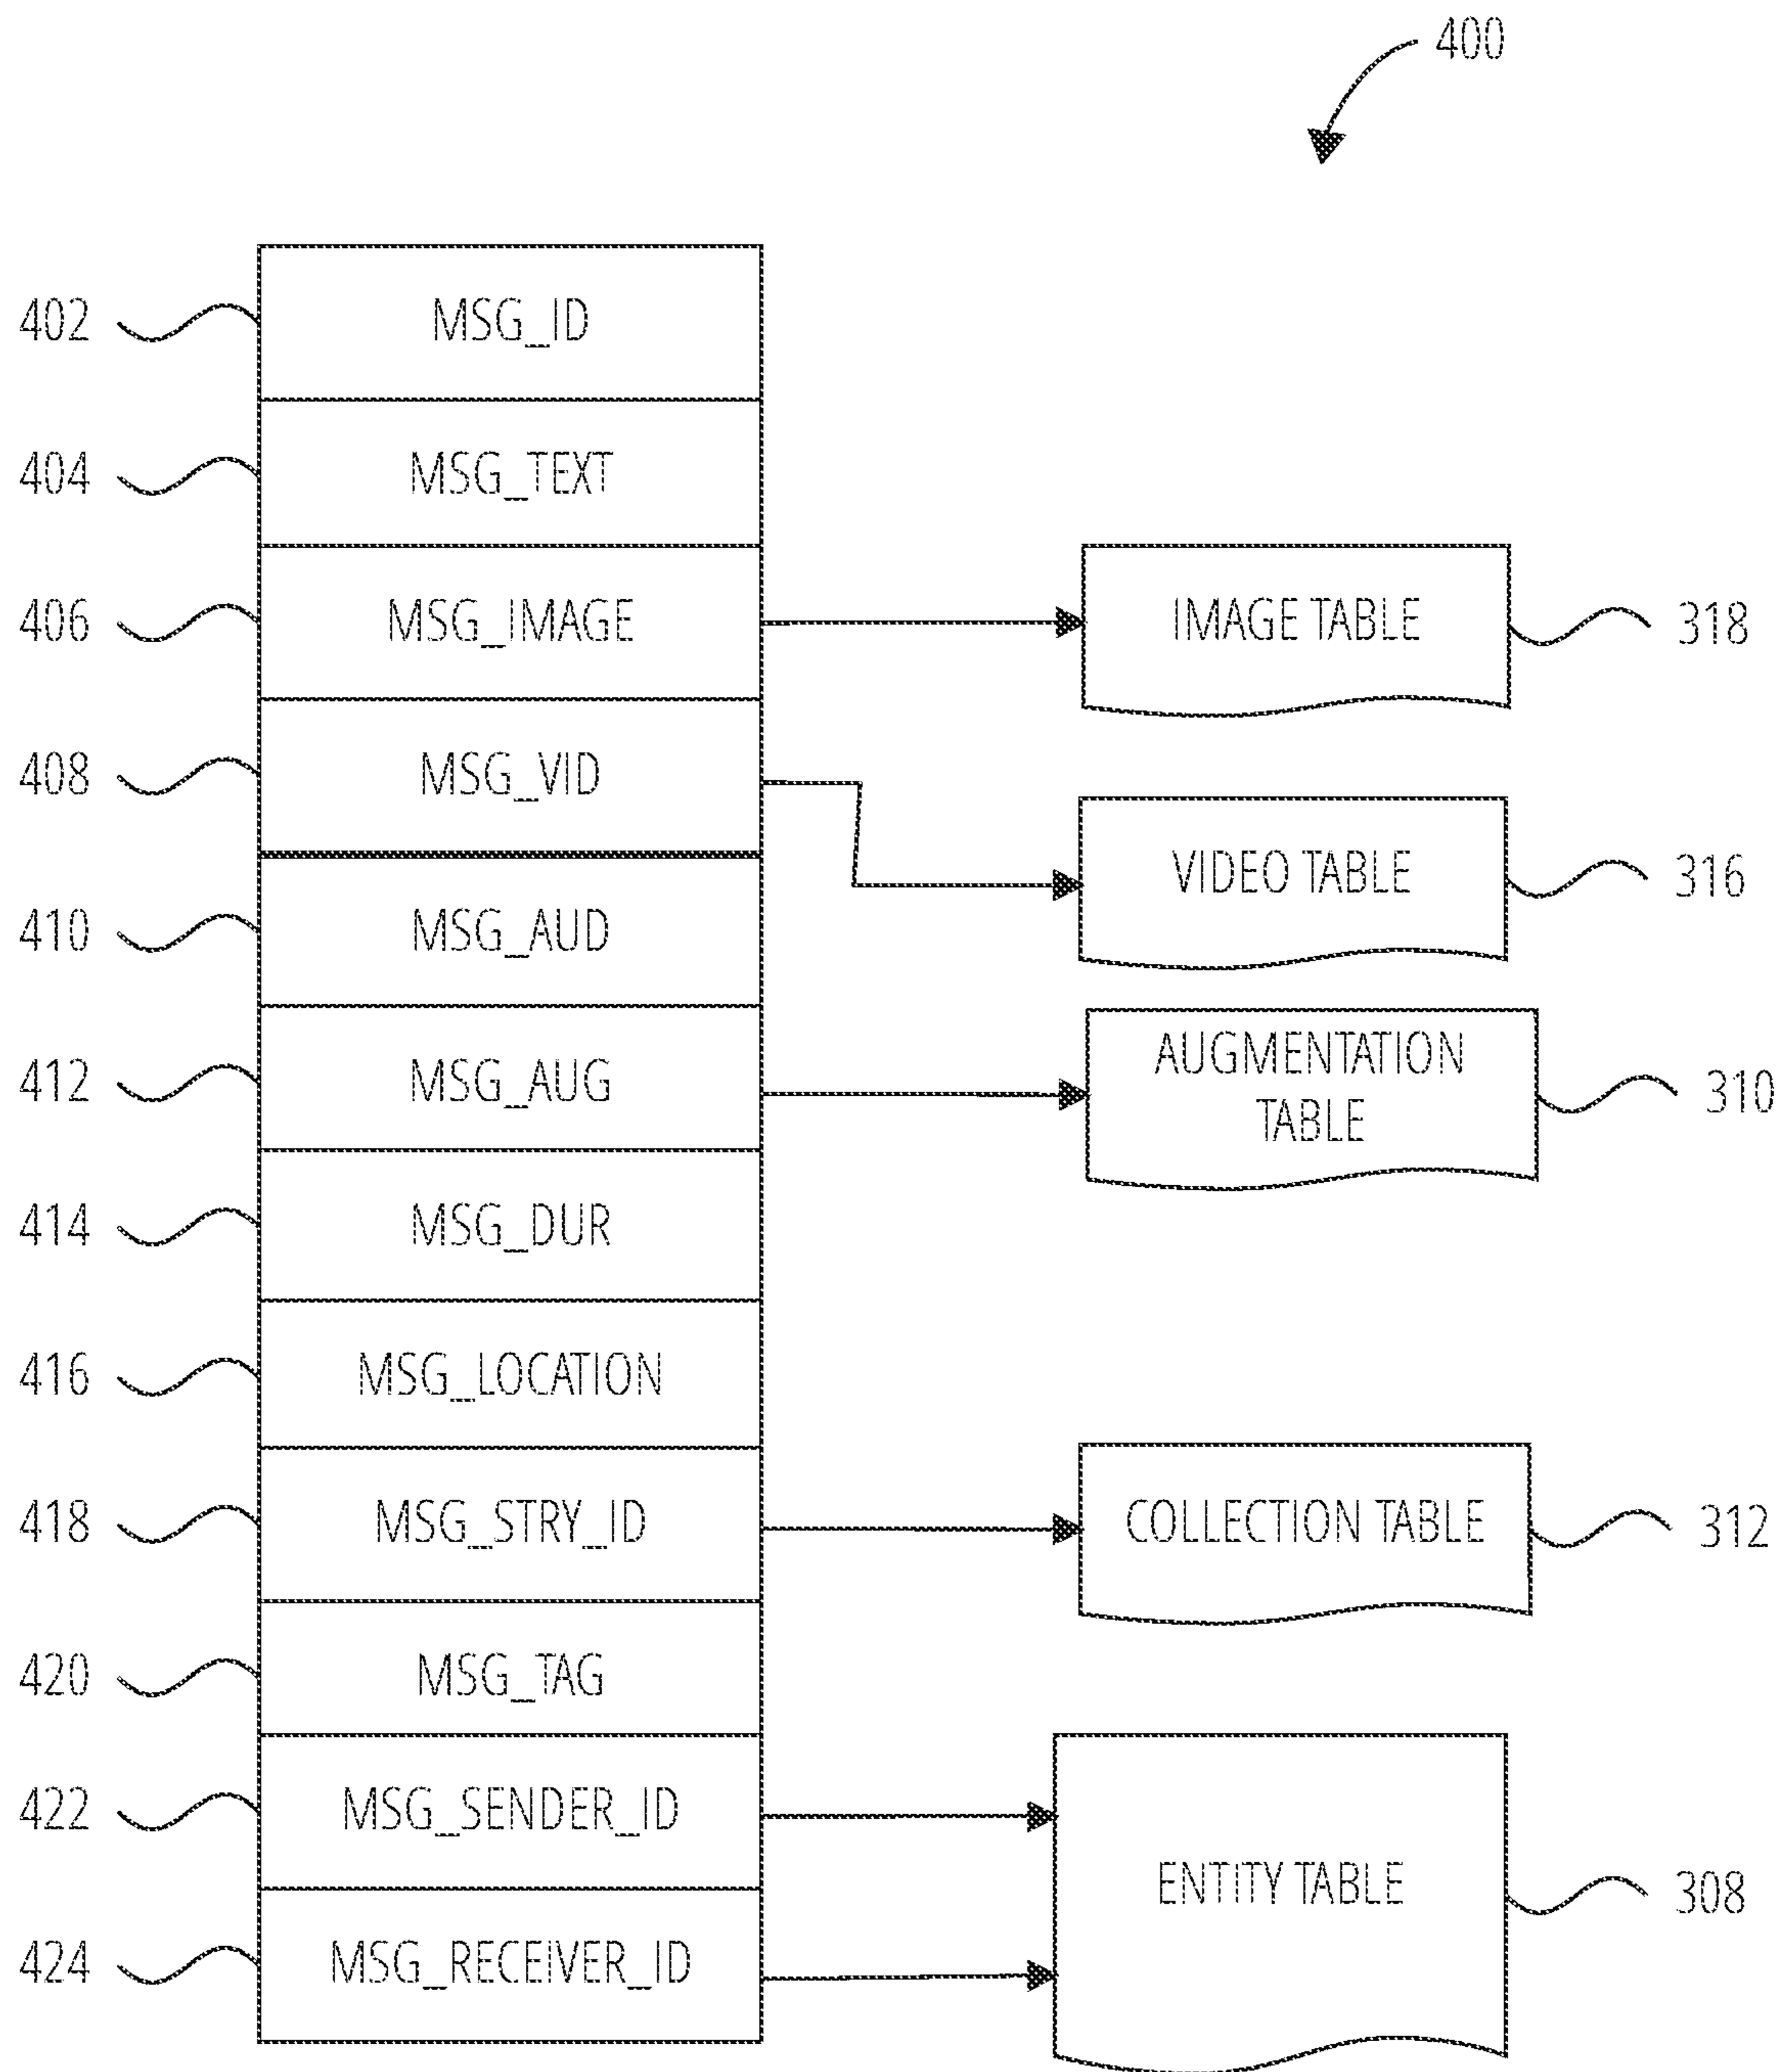 400
402 MSG_ID
404 MSG_TEXT
406 MSG_IMAGE IMAGE TABLE 318
408 MSG_VID
VIDEO TABLE 316
410 MSG_AUD
412 MSG_AUG AUGMENTATION
TABLE 310
414 MSG_DUR
416 MSG_LOCATION
418 MSG_STRY_ID COLLECTION TABLE 312
420 MSG_TAG
422 MSG_SENDER_ID
ENTITY TABLE 308
424 MSG_RECEIVER_ID